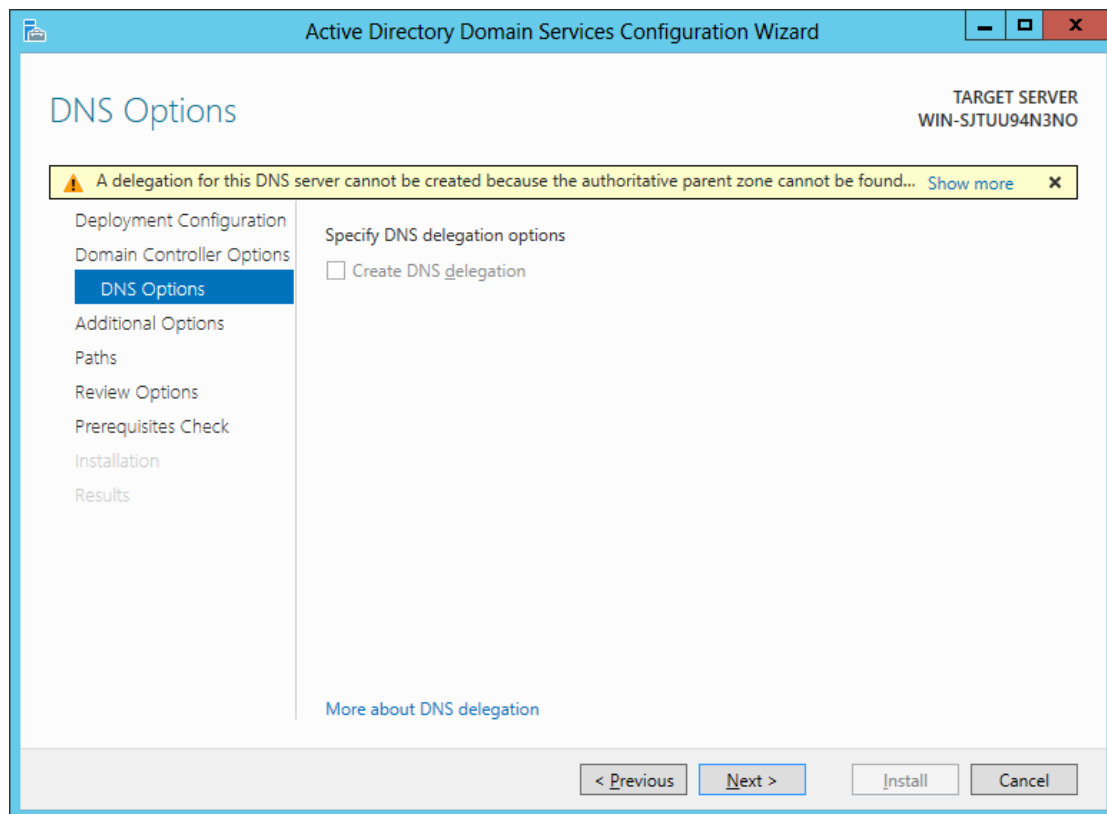 Active Directory Domain Services Configuration Wizard
DNS Options
TARGET SERVER
WIN-SJTUU94N3NO
A delegation for this DNS server cannot be created because the authoritative parent zone cannot be found... Show more
Deployment Configuration
Domain Controller Options
DNS Options
Additional Options
Paths
Review Options
Prerequisites Check
Installation
Results
Specify DNS delegation options
Create DNS delegation
More about DNS delegation
< Previous
Next >
Install
Cancel